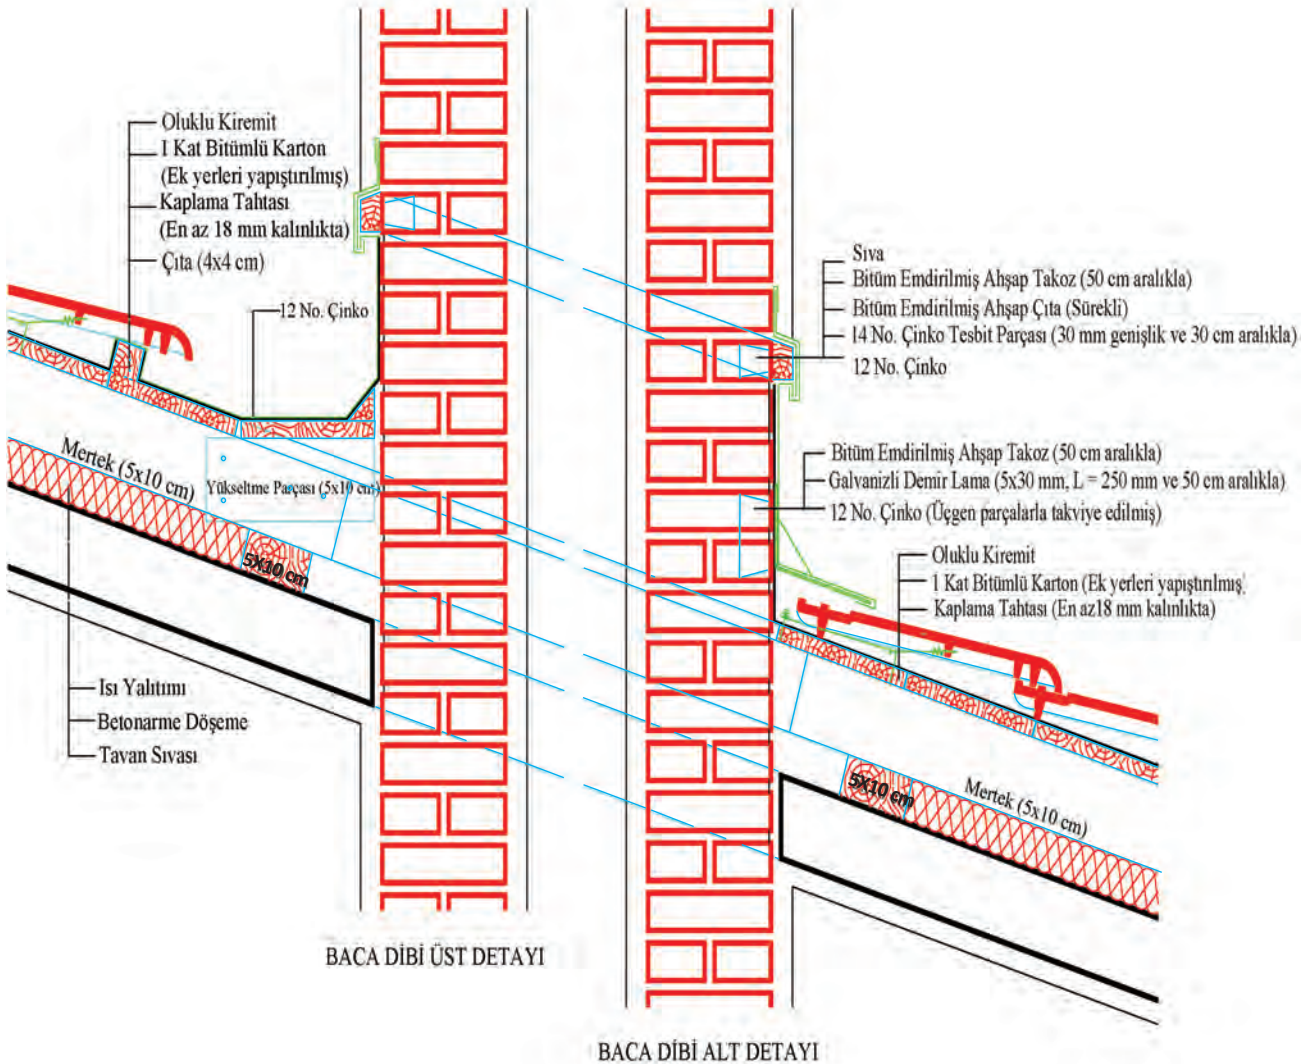 Oluklu Kiremit
1 Kat Bitümlü Karton
(Ek yerleri yapıştırılmış)
Kaplama Tahtası
(En az 18 mm kalınlıkta)
Çıta (4x4 cm)
12 No. Çinko
Mertek (5x10 cm)
Yükseltme Parçası (5x10 cm)
5X10 cm
Isı Yalıtımı
Betonarme Döşeme
Tavan Sıvası
BACA DİBİ ÜST DETAYI
Sıva
Bitüm Emdirilmiş Ahşap Takoz (50 cm aralıkla)
Bitüm Emdirilmiş Ahşap Çıta (Sürekli)
14 No. Çinko Tesbit Parçası (30 mm genişlik ve 30 cm aralıkla)
12 No. Çinko
Bitüm Emdirilmiş Ahşap Takoz (50 cm aralıkla)
Galvanizli Demir Lama (5x30 mm, L = 250 mm ve 50 cm aralıkla)
12 No. Çinko (Üçgen parçalarla takviye edilmiş)
Oluklu Kiremit
1 Kat Bitümlü Karton (Ek yerleri yapıştırılmış.
Kaplama Tahtası (En az18 mm kalınlıkta)
5X10 cm
Mertek (5x10 cm)
BACA DİBİ ALT DETAYI